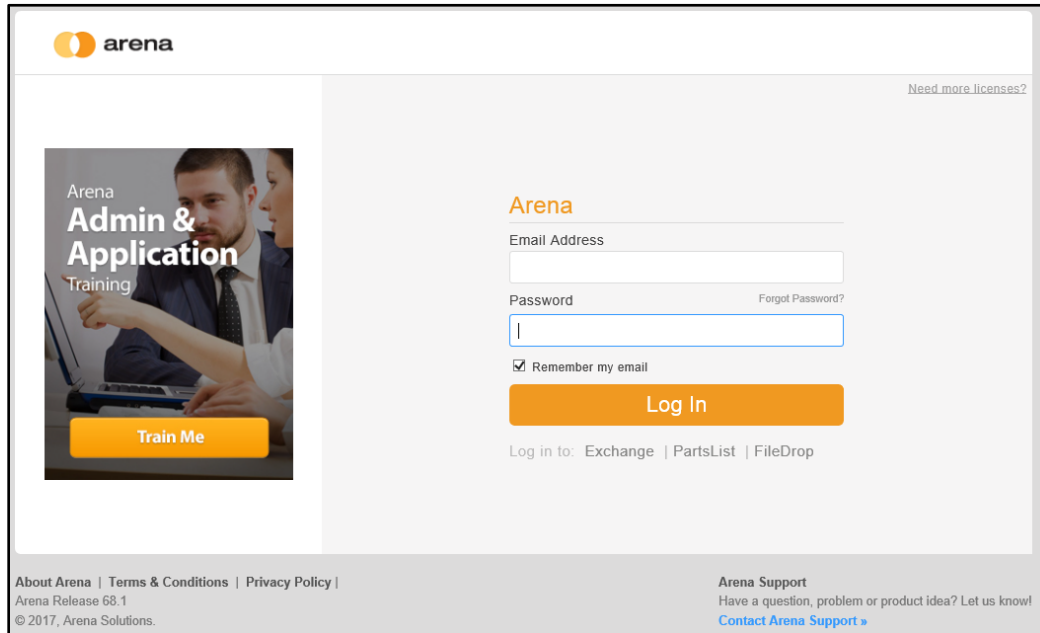 arena
Need more licenses?
Arena
Admin &
Application
Training
Train Me
Arena
Email Address
Password Forgot Password?
Remember my email
Log In
Log in to: Exchange | PartsList | FileDrop
About Arena | Terms & Conditions | Privacy Policy |
Arena Release 68.1
© 2017, Arena Solutions.
Arena Support
Have a question, problem or product idea? Let us know!
Contact Arena Support »